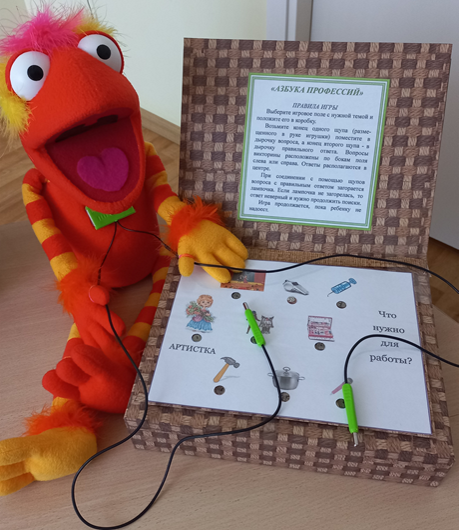 «АЗБУКА ПРОФЕССИЙ»
ПРАВИЛА ИГРЫ
Выберите игровое поле с нужной темой и
положите его в коробку.
Возьмите конец одного щупа (разме-
щенного в руке игрушки) поместите в
дырочку вопроса, а конец второго щупа - в
дырочку правильного ответа. Вопросы
викторины расположены по бокам поля
слева или справа. Ответы располагаются в
центре.
При соединении с помощью щупов
вопроса с правильным ответом загорается
лампочка. Если лампочка не загорелась, то
ответ неверный и нужно продолжить поиски.
Игра продолжается, пока ребенку не
надоест.
АРТИСТКА
Что
нужно
для
работы?